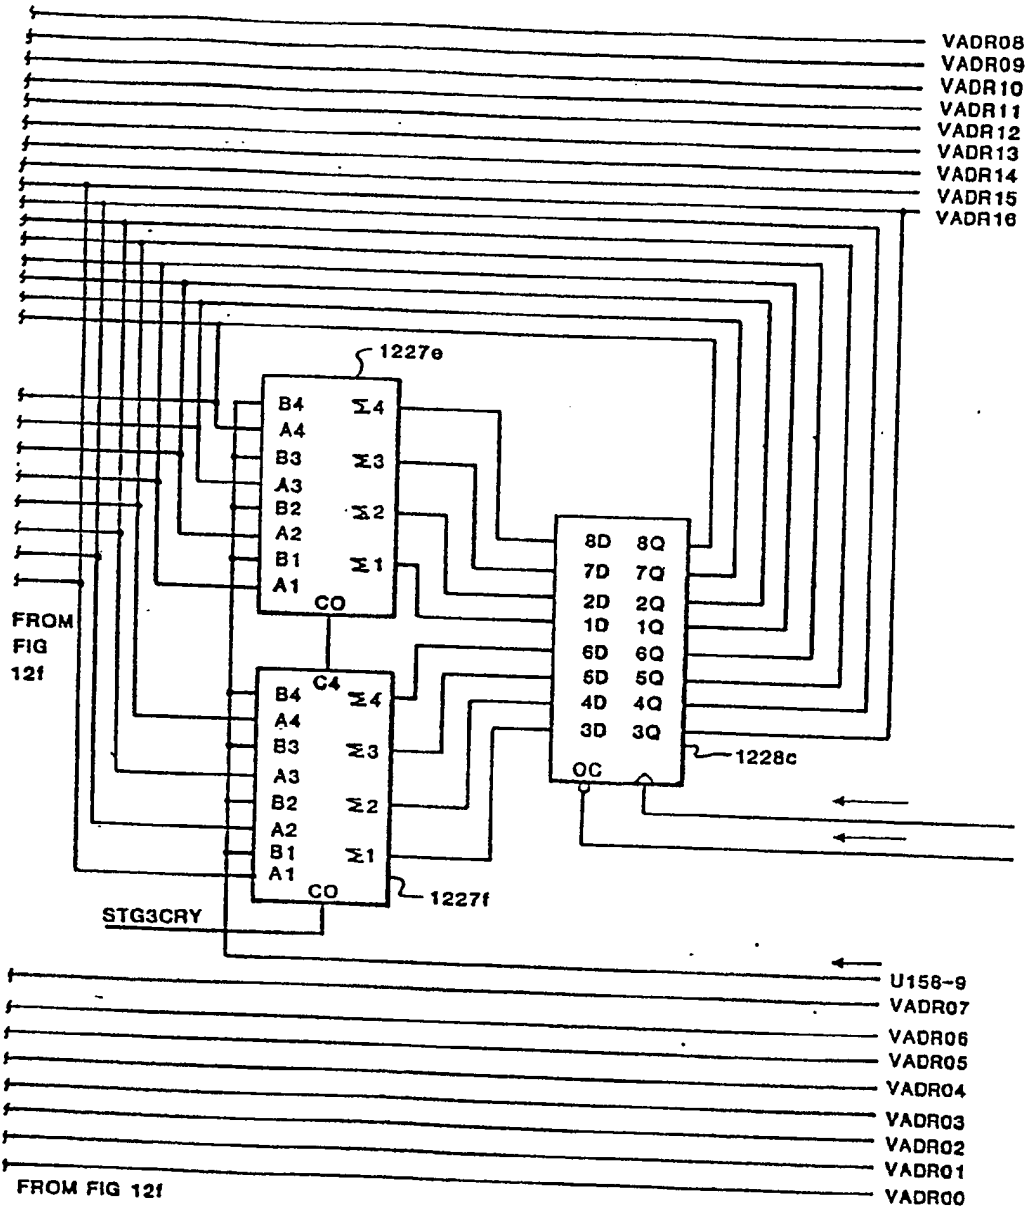 VADR08
VADR09
VADR10
VADR11
VADR12
VADR13
VADR14
VADR15
VADR16
1227e
B4 Σ4
A4
B3 Σ3
A3
B2 Σ2
A2
B1 Σ1
A1
CO
8D 8Q
7D 7Q
2D 2Q
1D 1Q
6D 6Q
5D 5Q
4D 4Q
3D 3Q
OC
1228c
FROM
FIG
12f
C4
B4 Σ4
A4
B3 Σ3
A3
B2 Σ2
A2
B1 Σ1
A1
CO
1227f
STG3CRY
U158-9
VADR07
VADR06
VADR05
VADR04
VADR03
VADR02
VADR01
VADR00
FROM FIG 12f